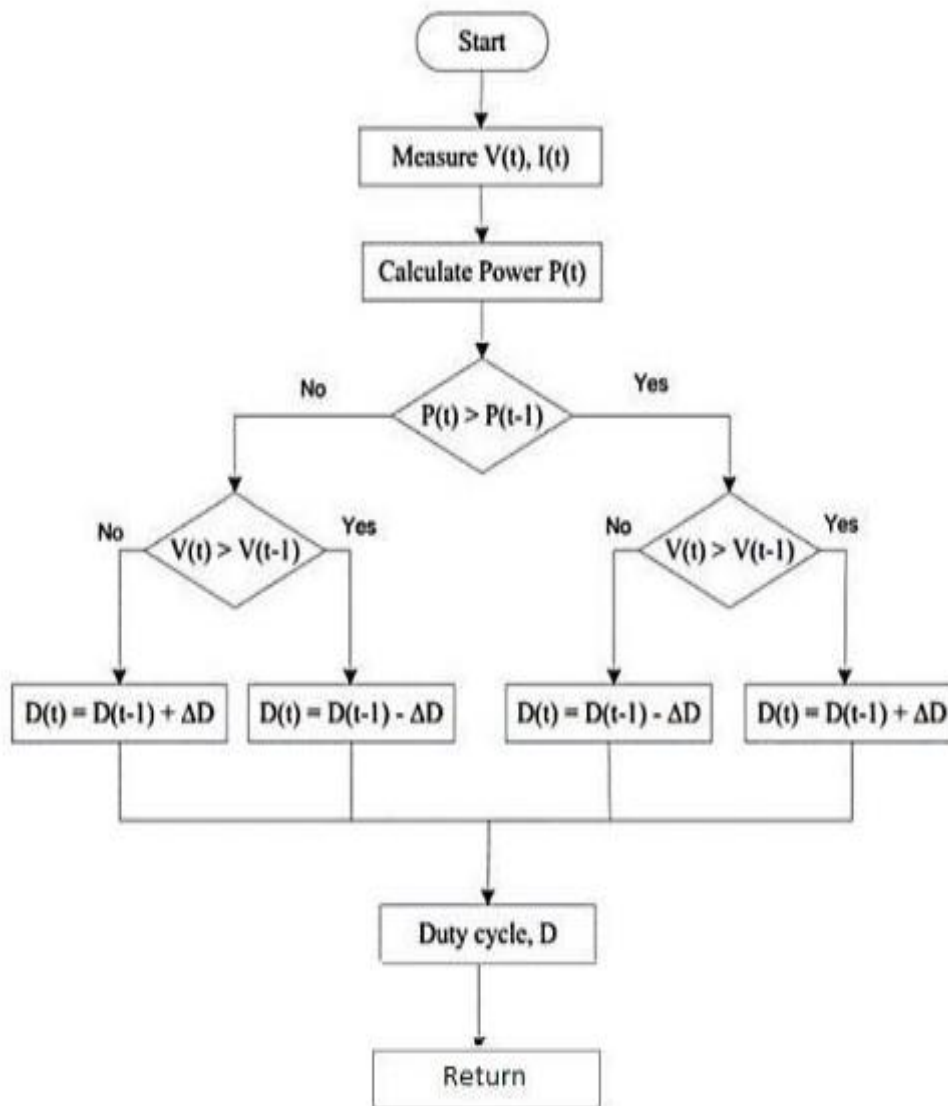 Start
Measure V(t), I(t)
Calculate Power P(t)
No
Yes
P(t) > P(t-1)
No
Yes
No
Yes
V(t) > V(t-1)
V(t) > V(t-1)
D(t) = D(t-1) + ΔD
D(t) = D(t-1) - ΔD
D(t) = D(t-1) - ΔD
D(t) = D(t-1) + ΔD
Duty cycle, D
Return